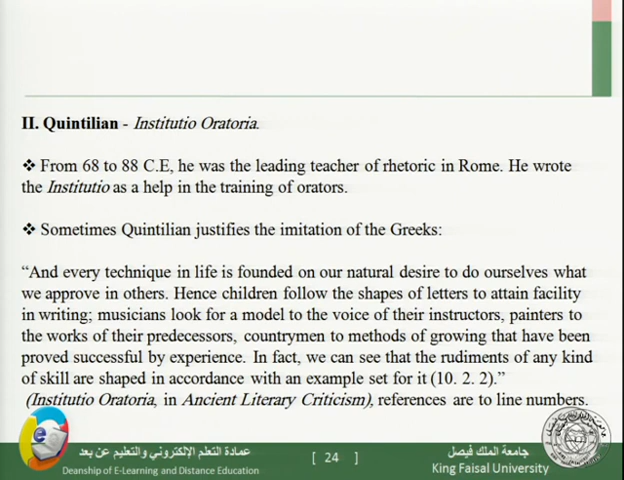 II. Quintilian - Institutio Oratoria.
❖ From 68 to 88 C.E, he was the leading teacher of rhetoric in Rome. He wrote
the Institutio as a help in the training of orators.
❖ Sometimes Quintilian justifies the imitation of the Greeks:
“And every technique in life is founded on our natural desire to do ourselves what
we approve in others. Hence children follow the shapes of letters to attain facility
in writing; musicians look for a model to the voice of their instructors, painters to
the works of their predecessors, countrymen to methods of growing that have been
proved successful by experience. In fact, we can see that the rudiments of any kind
of skill are shaped in accordance with an example set for it (10. 2. 2).”
(Institutio Oratoria, in Ancient Literary Criticism), references are to line numbers.
عمادة التعلم الإلكتروني والتعليم عن بعد
Deanship of E-Learning and Distance Education
[ 24 ]
جامعة الملك فيصل
King Faisal University